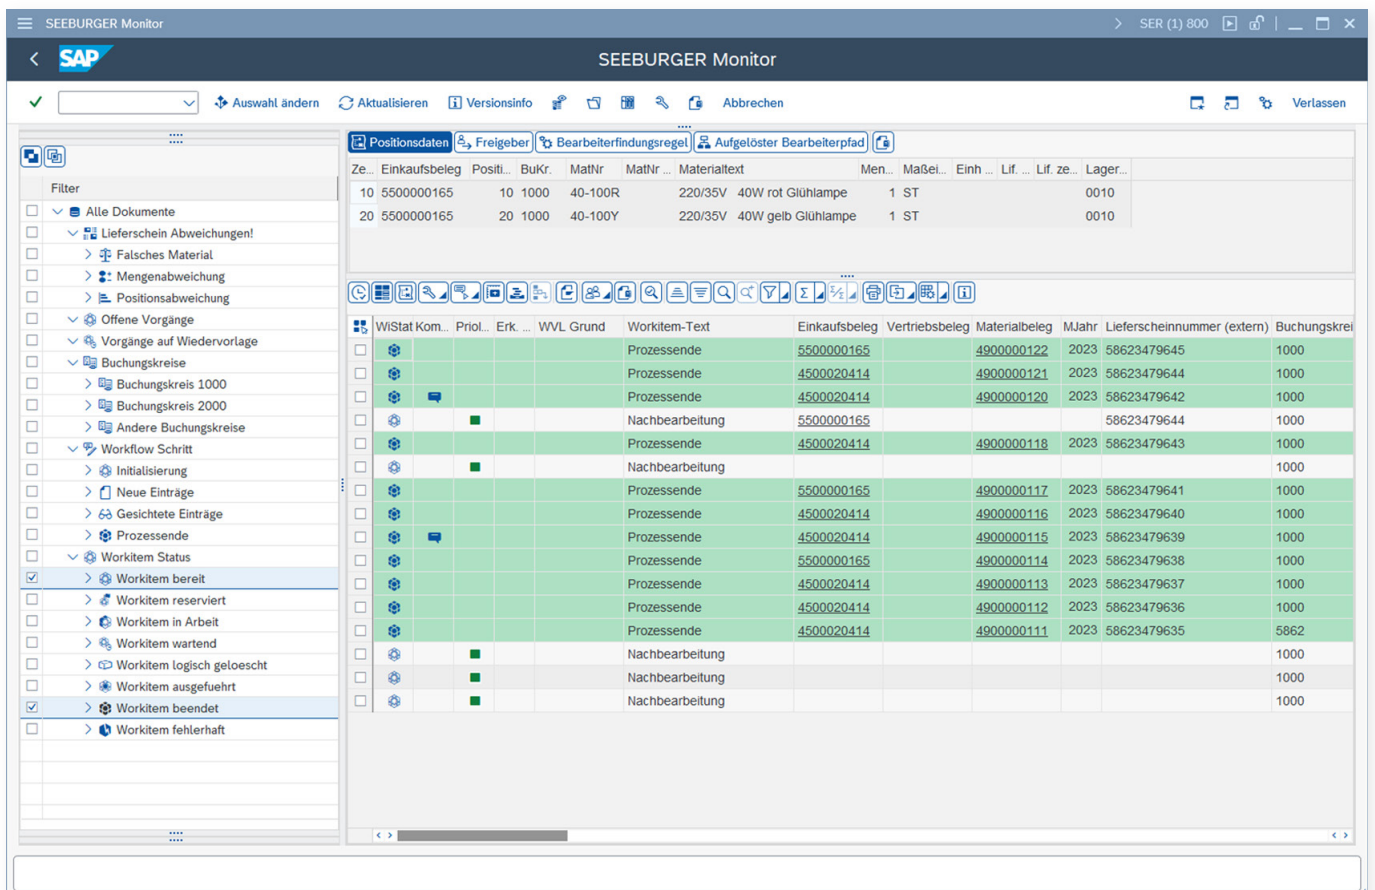 SEEBURGER Monitor SER (1) 800
SAP SEEBURGER Monitor
Auswahl ändern Aktualisieren Versionsinfo Abbrechen Verlassen
Filter
Alle Dokumente
Lieferschein Abweichungen!
Falsches Material
Mengenabweichung
Positionsabweichung
Offene Vorgänge
Vorgänge auf Wiedervorlage
Buchungskreise
Buchungskreis 1000
Buchungskreis 2000
Andere Buchungskreise
Workflow Schritt
Initialisierung
Neue Einträge
Gesichtete Einträge
Prozessende
Workitem Status
Workitem bereit
Workitem reserviert
Workitem in Arbeit
Workitem wartend
Workitem logisch geloescht
Workitem ausgefuehrt
Workitem beendet
Workitem fehlerhaft
Positionsdaten Freigeber Bearbeiterfindungsregel Aufgelöster Bearbeiterpfad
Ze... Einkaufsbeleg Positi... BuKr. MatNr MatNr ... Materialtext Men... Maßei... Einh ... Lif. ... Lif. ze... Lager...
10 5500000165 10 1000 40-100R 220/35V 40W rot Glühlampe 1 ST 0010
20 5500000165 20 1000 40-100Y 220/35V 40W gelb Glühlampe 1 ST 0010
WiStat Kom... Priol... Erk. ... WVL Grund Workitem-Text Einkaufsbeleg Vertriebsbeleg Materialbeleg MJahr Lieferscheinnummer (extern) Buchungskrei
Prozessende 5500000165 4900000122 2023 58623479645 1000
Prozessende 4500020414 4900000121 2023 58623479644 1000
Prozessende 4500020414 4900000120 2023 58623479642 1000
Nachbearbeitung 5500000165 58623479644 1000
Prozessende 4500020414 4900000118 2023 58623479643 1000
Nachbearbeitung 1000
Prozessende 5500000165 4900000117 2023 58623479641 1000
Prozessende 4500020414 4900000116 2023 58623479640 1000
Prozessende 4500020414 4900000115 2023 58623479639 1000
Prozessende 5500000165 4900000114 2023 58623479638 1000
Prozessende 4500020414 4900000113 2023 58623479637 1000
Prozessende 4500020414 4900000112 2023 58623479636 1000
Prozessende 4500020414 4900000111 2023 58623479635 5862
Nachbearbeitung 1000
Nachbearbeitung 1000
Nachbearbeitung 1000